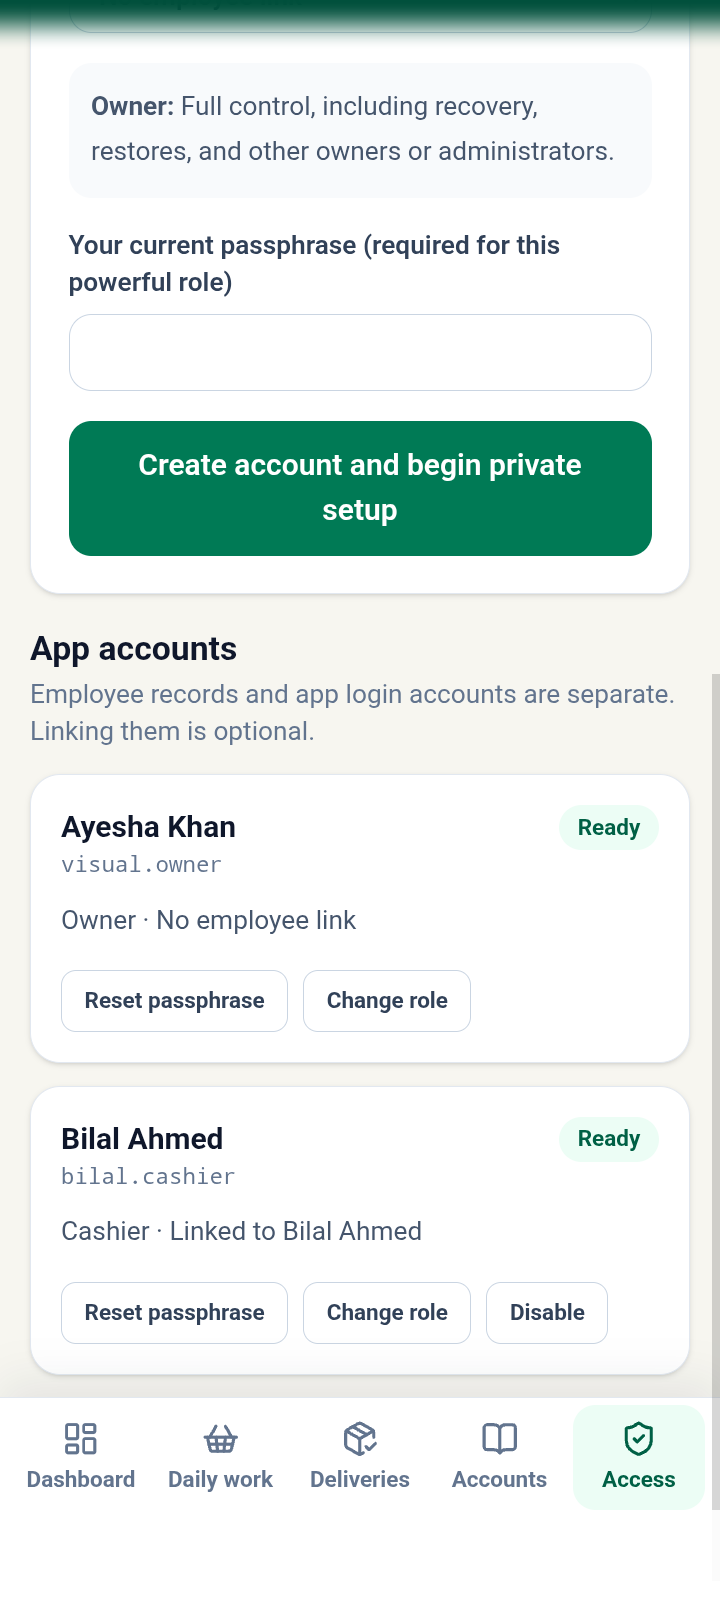 Owner: Full control, including recovery,
restores, and other owners or administrators.
Your current passphrase (required for this
powerful role)
Create account and begin private
setup
App accounts
Employee records and app login accounts are separate.
Linking them is optional.
Ayesha Khan
Ready
visual.owner
Owner · No employee link
Reset passphrase
Change role
Bilal Ahmed
Ready
bilal.cashier
Cashier · Linked to Bilal Ahmed
Reset passphrase
Change role
Disable
Dashboard
Daily work
Deliveries
Accounts
Access